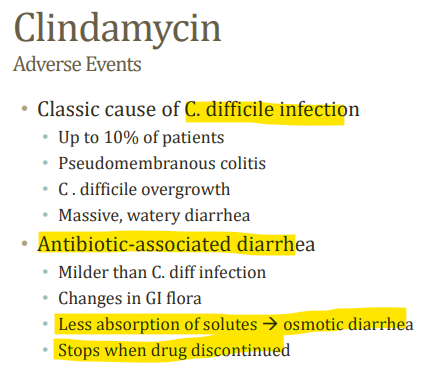 Clindamycin
Adverse Events
• Classic cause of C. difficile infection
• Up to 10% of patients
• Pseudomembranous colitis
• C . difficile overgrowth
• Massive, watery diarrhea
• Antibiotic-associated diarrhea
• Milder than C. diff infection
• Changes in GI flora
• Less absorption of solutes → osmotic diarrhea
• Stops when drug discontinued